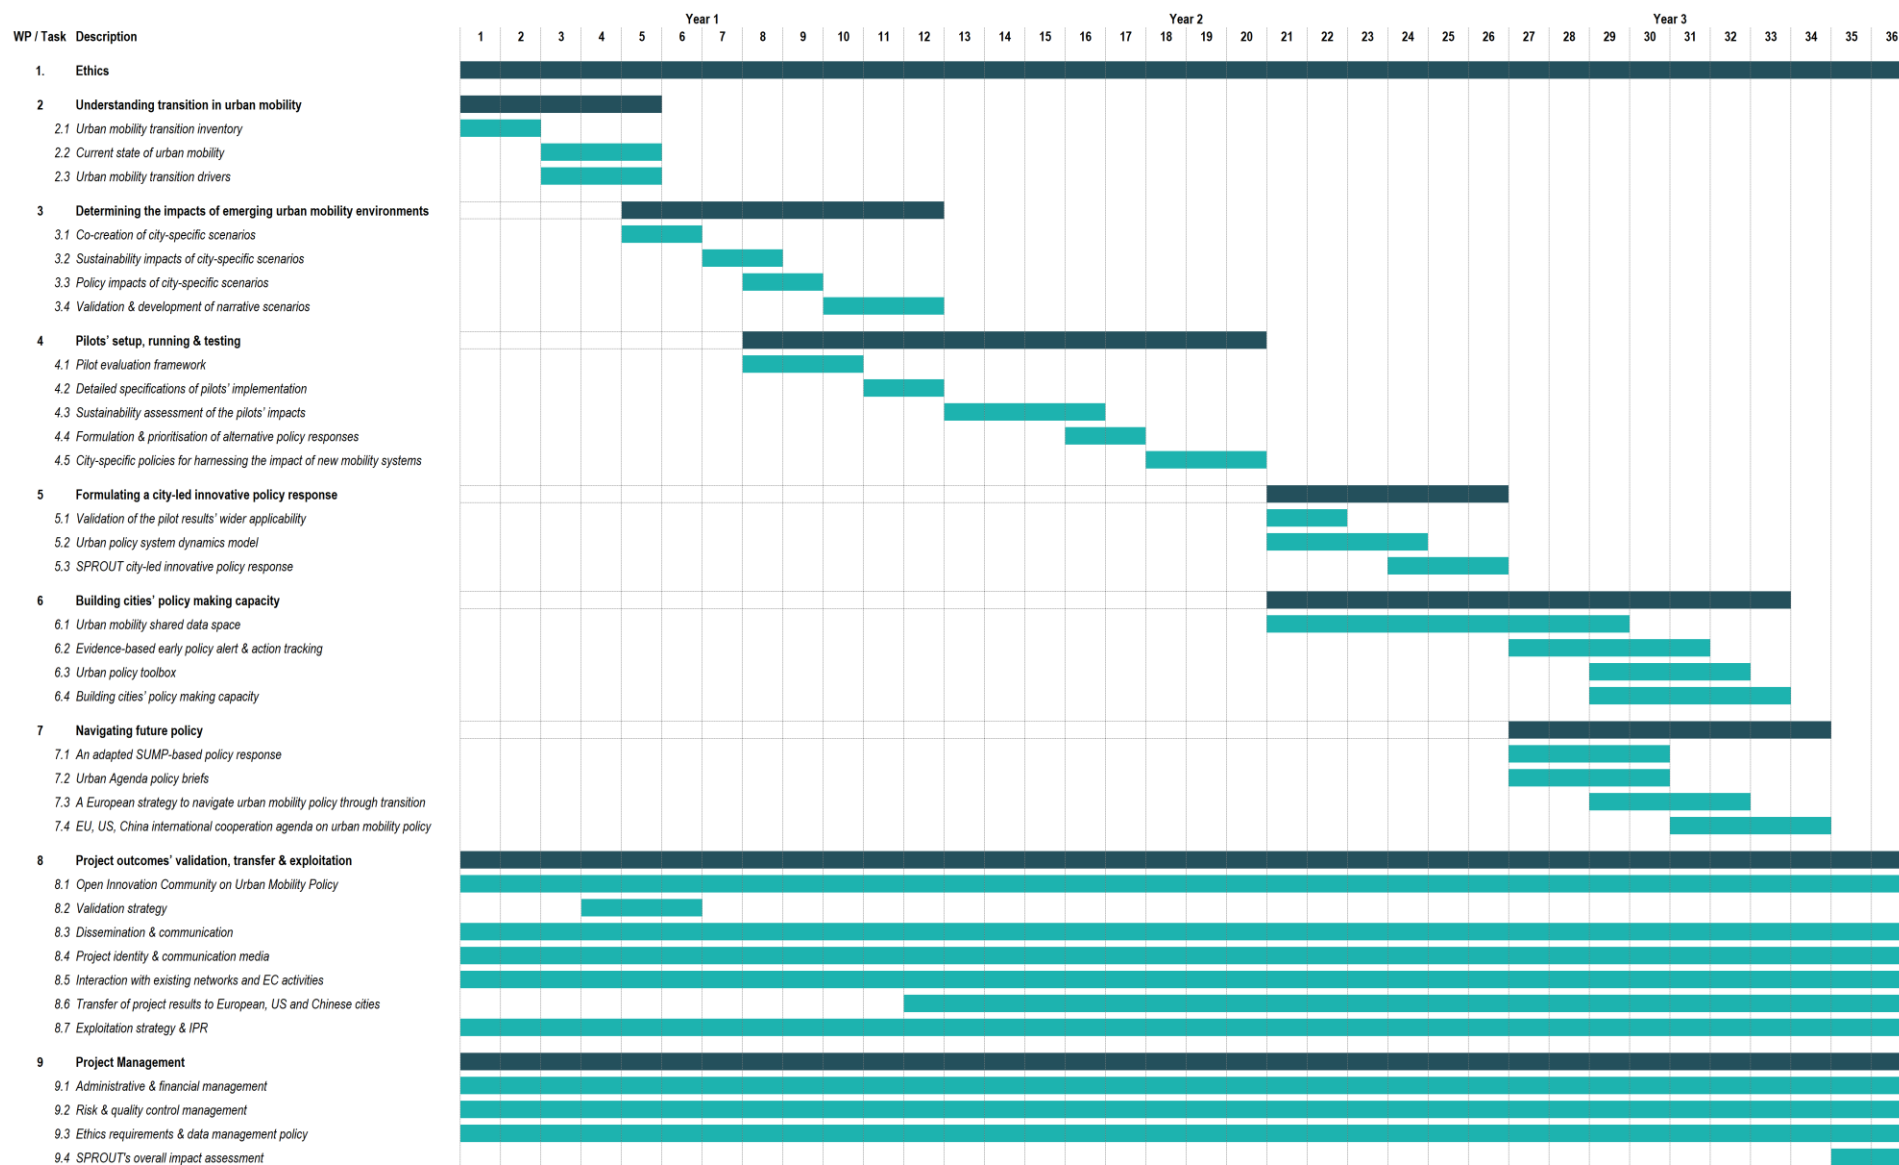 Year 1 Year 2 Year 3
WP / Task Description 1 2 3 4 5 6 7 8 9 10 11 12 13 14 15 16 17 18 19 20 21 22 23 24 25 26 27 28 29 30 31 32 33 34 35 36
1. Ethics
2 Understanding transition in urban mobility
2.1 Urban mobility transition inventory
2.2 Current state of urban mobility
2.3 Urban mobility transition drivers
3 Determining the impacts of emerging urban mobility environments
3.1 Co-creation of city-specific scenarios
3.2 Sustainability impacts of city-specific scenarios
3.3 Policy impacts of city-specific scenarios
3.4 Validation & development of narrative scenarios
4 Pilots' setup, running & testing
4.1 Pilot evaluation framework
4.2 Detailed specifications of pilots' implementation
4.3 Sustainability assessment of the pilots' impacts
4.4 Formulation & prioritisation of alternative policy responses
4.5 City-specific policies for harnessing the impact of new mobility systems
5 Formulating a city-led innovative policy response
5.1 Validation of the pilot results' wider applicability
5.2 Urban policy system dynamics model
5.3 SPROUT city-led innovative policy response
6 Building cities' policy making capacity
6.1 Urban mobility shared data space
6.2 Evidence-based early policy alert & action tracking
6.3 Urban policy toolbox
6.4 Building cities' policy making capacity
7 Navigating future policy
7.1 An adapted SUMP-based policy response
7.2 Urban Agenda policy briefs
7.3 A European strategy to navigate urban mobility policy through transition
7.4 EU, US, China international cooperation agenda on urban mobility policy
8 Project outcomes' validation, transfer & exploitation
8.1 Open Innovation Community on Urban Mobility Policy
8.2 Validation strategy
8.3 Dissemination & communication
8.4 Project identity & communication media
8.5 Interaction with existing networks and EC activities
8.6 Transfer of project results to European, US and Chinese cities
8.7 Exploitation strategy & IPR
9 Project Management
9.1 Administrative & financial management
9.2 Risk & quality control management
9.3 Ethics requirements & data management policy
9.4 SPROUT's overall impact assessment